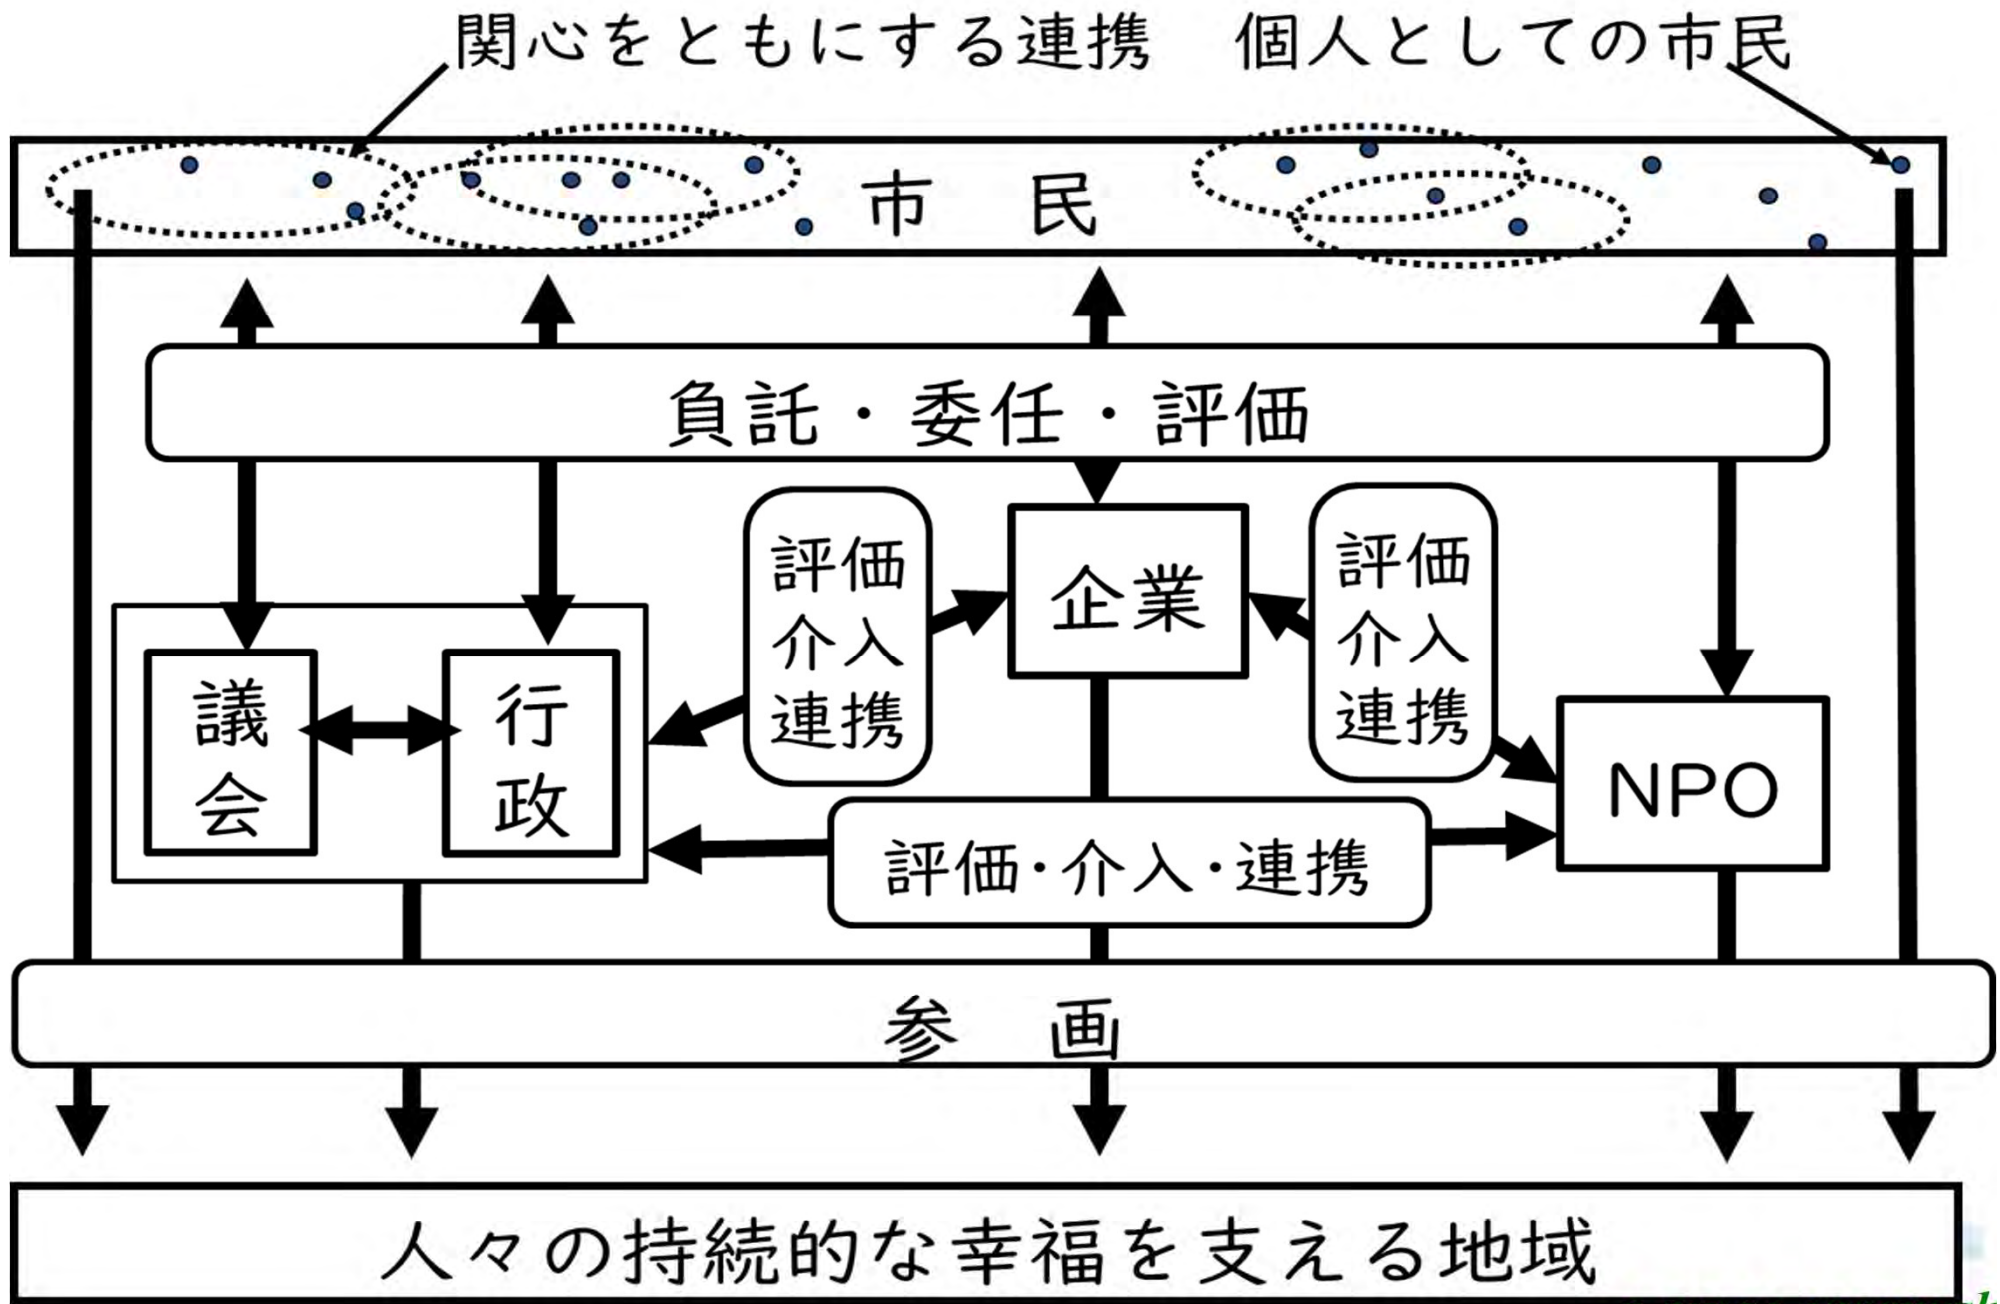 関心をともにする連携
個人としての市民
市 民
負託・委任・評価
評価
介入
連携
企業
評価
介入
連携
議
会
行
政
NPO
評価・介入・連携
参 画
人々の持続的な幸福を支える地域